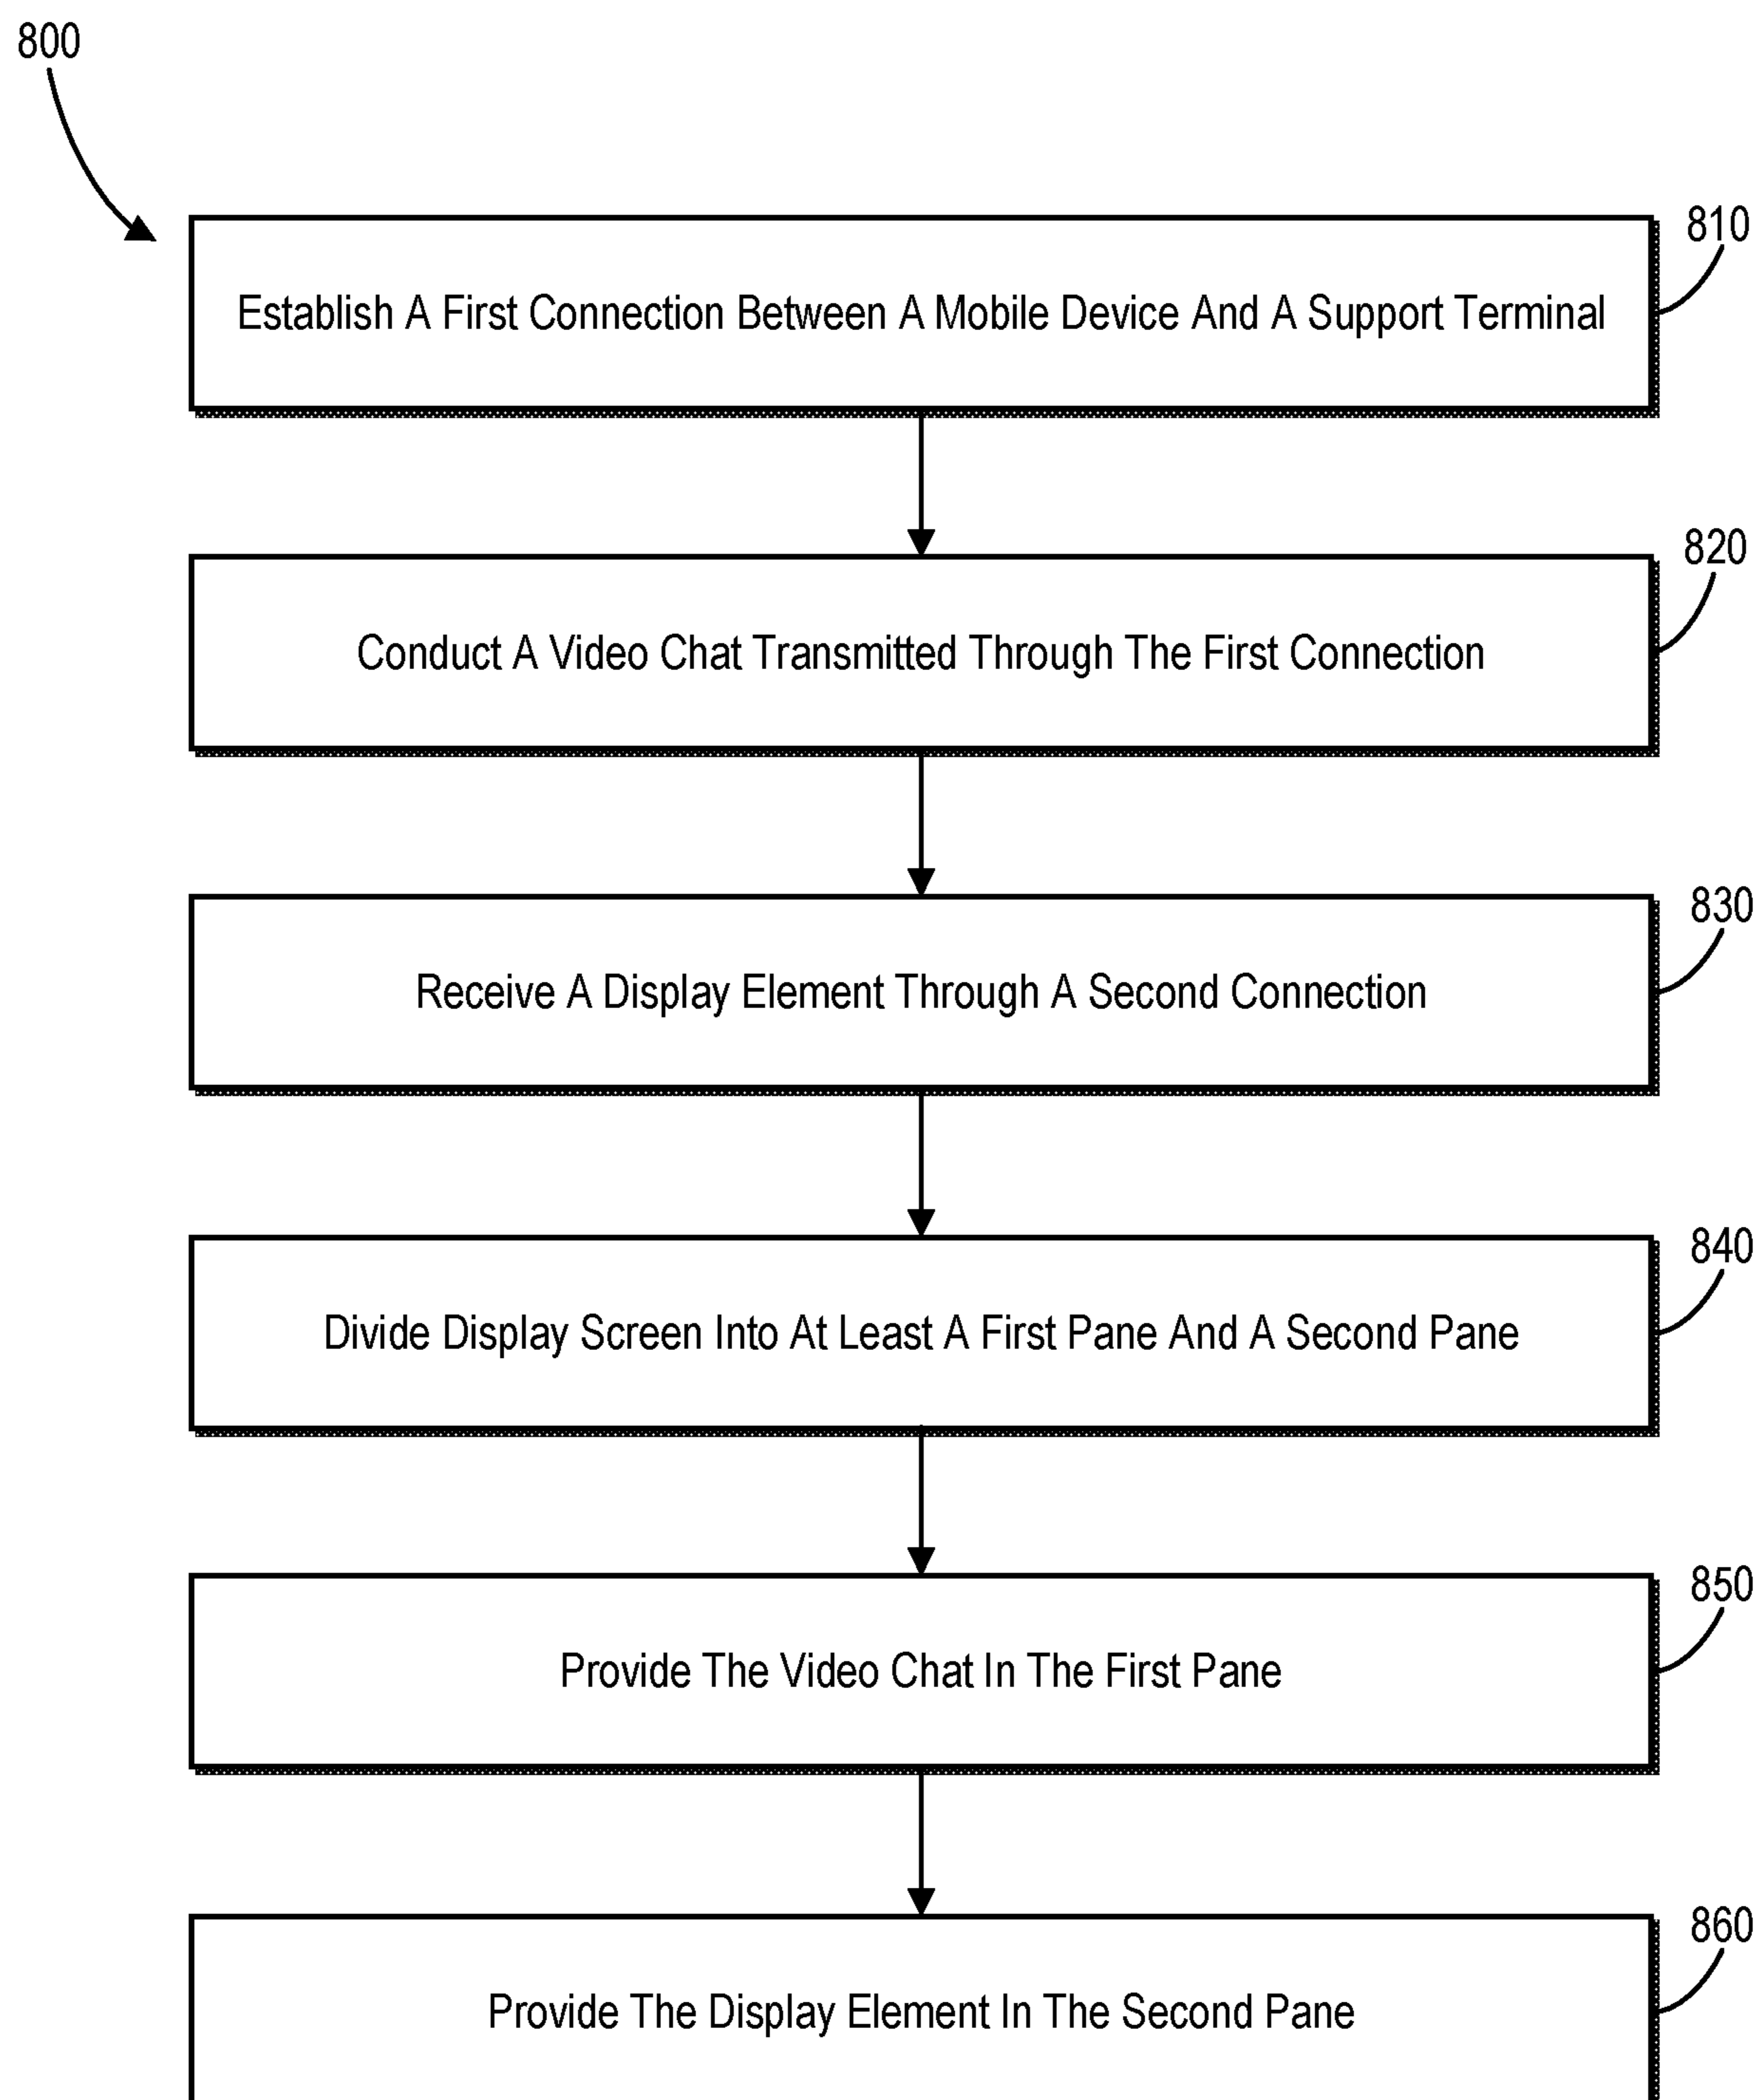 800
810
Establish A First Connection Between A Mobile Device And A Support Terminal
820
Conduct A Video Chat Transmitted Through The First Connection
830
Receive A Display Element Through A Second Connection
840
Divide Display Screen Into At Least A First Pane And A Second Pane
850
Provide The Video Chat In The First Pane
860
Provide The Display Element In The Second Pane